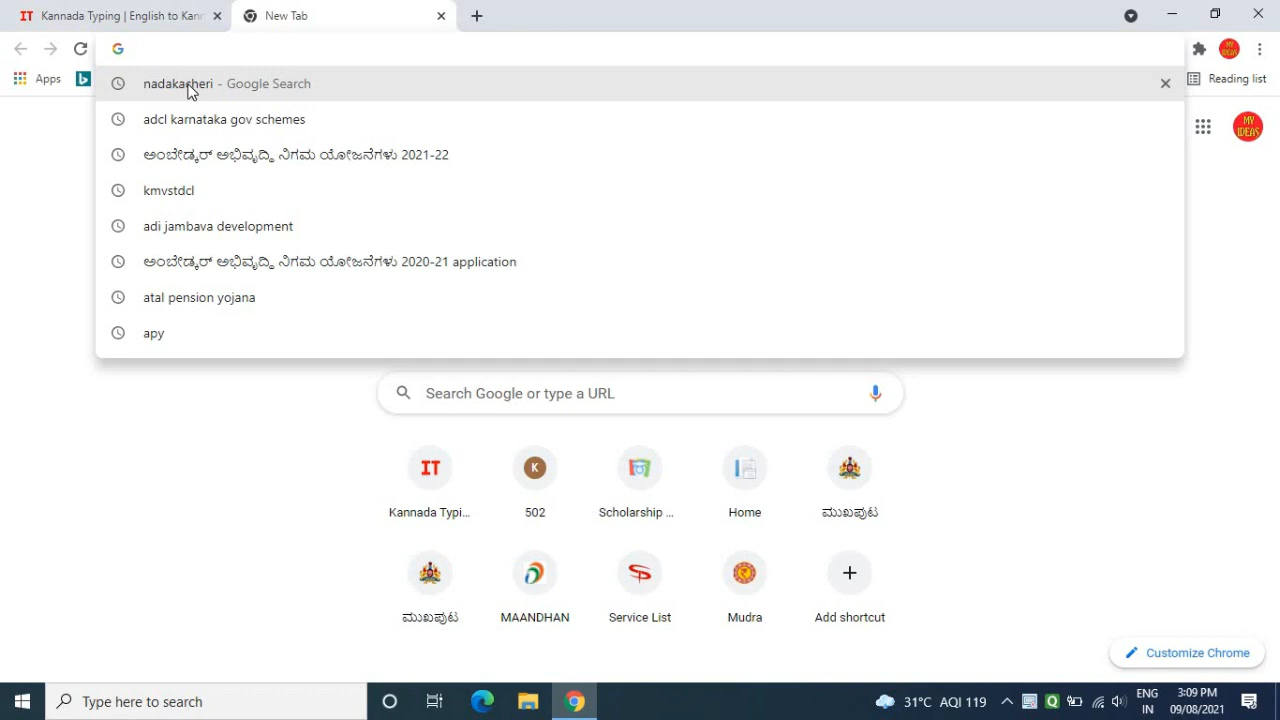 IT Kannada Typing | English to Kann
New Tab
Apps
Reading list
nadakacheri - Google Search
adcl karnataka gov schemes
ಅಂಬೇಡ್ಕರ್ ಅಭಿವೃದ್ಧಿ ನಿಗಮ ಯೋಜನೆಗಳು 2021-22
kmvstdcl
adi jambava development
ಅಂಬೇಡ್ಕರ್ ಅಭಿವೃದ್ಧಿ ನಿಗಮ ಯೋಜನೆಗಳು 2020-21 application
atal pension yojana
apy
MY IDEAS
Search Google or type a URL
IT K
Kannada Typi... 502 Scholarship ... Home ಮುಖಪುಟ
ಮುಖಪುಟ MAANDHAN Service List Mudra Add shortcut
Customize Chrome
Type here to search
31°C AQI 119
ENG
IN
3:09 PM
09/08/2021